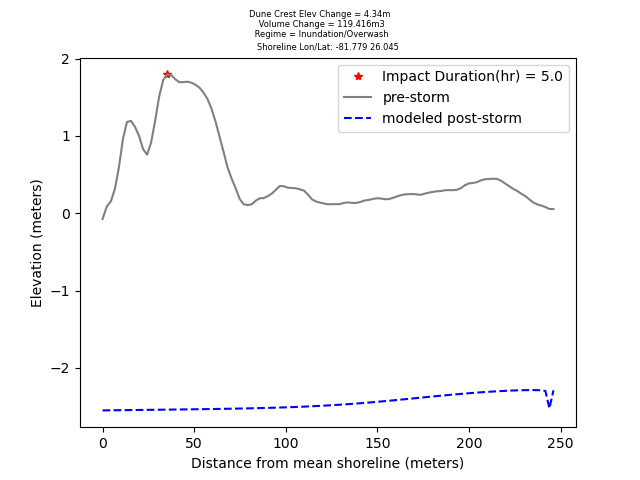 Dune Crest Elev Change = 4.34m
Volume Change = 119.416m3
Regime = Inundation/Overwash
Shoreline Lon/Lat: -81.779 26.045
Impact Duration(hr) = 5.0
pre-storm
modeled post-storm
2
1
0
−1
−2
Elevation (meters)
0 50 100 150 200 250
Distance from mean shoreline (meters)